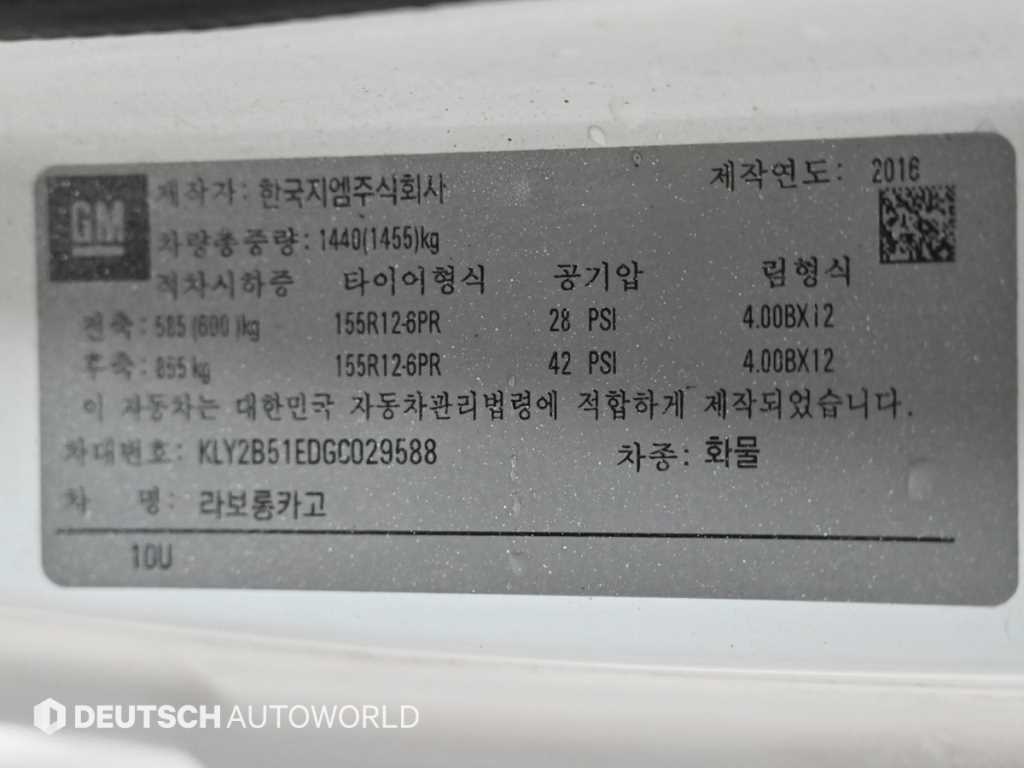 GM
제작자: 한국지엠주식회사 제작연도: 2016
차량총중량: 1440(1455)kg
적차시하중 타이어형식 공기압 림형식
전축: 585(600)kg 155R12-6PR 28 PSI 4.00BX12
후축: 855kg 155R12-6PR 42 PSI 4.00BX12
이 자동차는 대한민국 자동차관리법령에 적합하게 제작되었습니다.
차대번호: KLY2B51EDGC029588 차종: 화물
차 명: 라보롱카고
10U
DEUTSCH AUTOWORLD